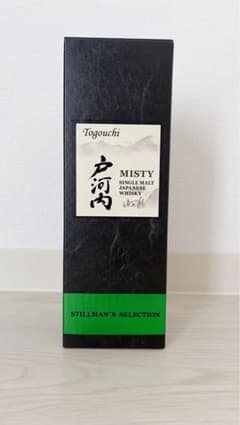 Togouchi
戸河内
MISTY
SINGLE MALT
JAPANESE
WHISKY
STILLMAN'S SELECTION